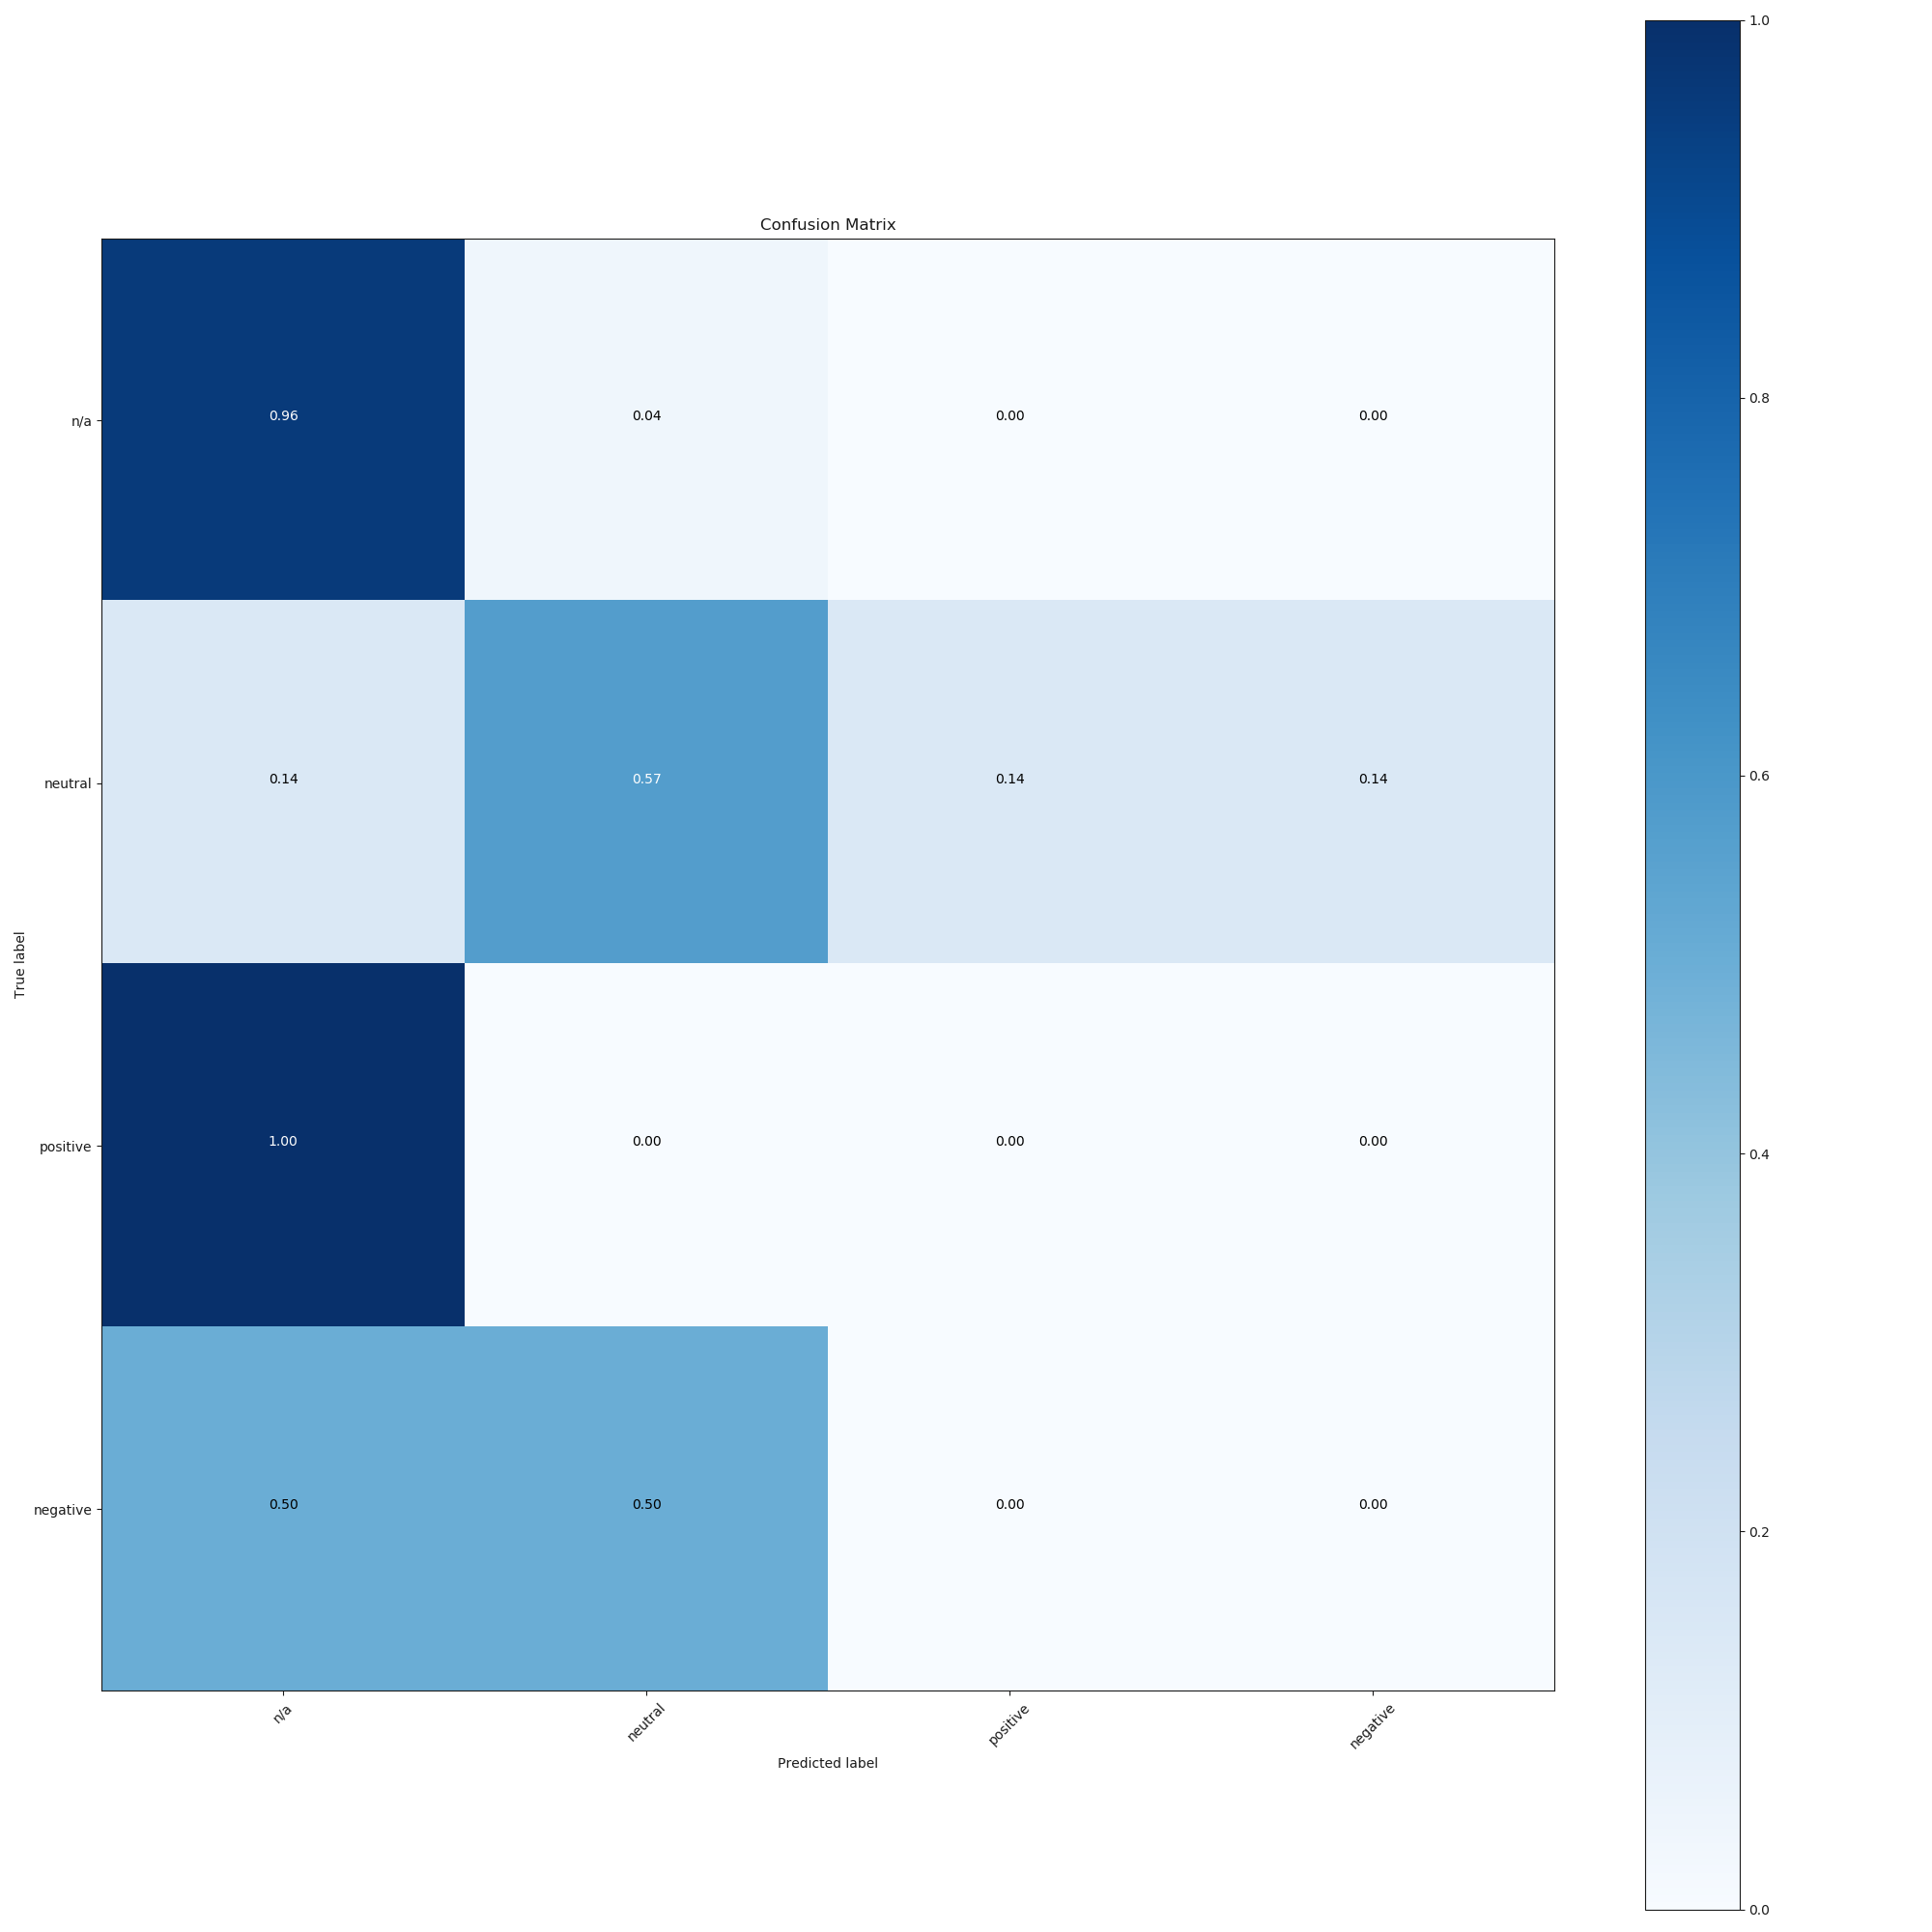 Confusion Matrix
1.0
0.8
0.6
0.4
0.2
0.0
True label
n/a 0.96 0.04 0.00 0.00
neutral 0.14 0.57 0.14 0.14
positive 1.00 0.00 0.00 0.00
negative 0.50 0.50 0.00 0.00
n/a neutral positive negative
Predicted label